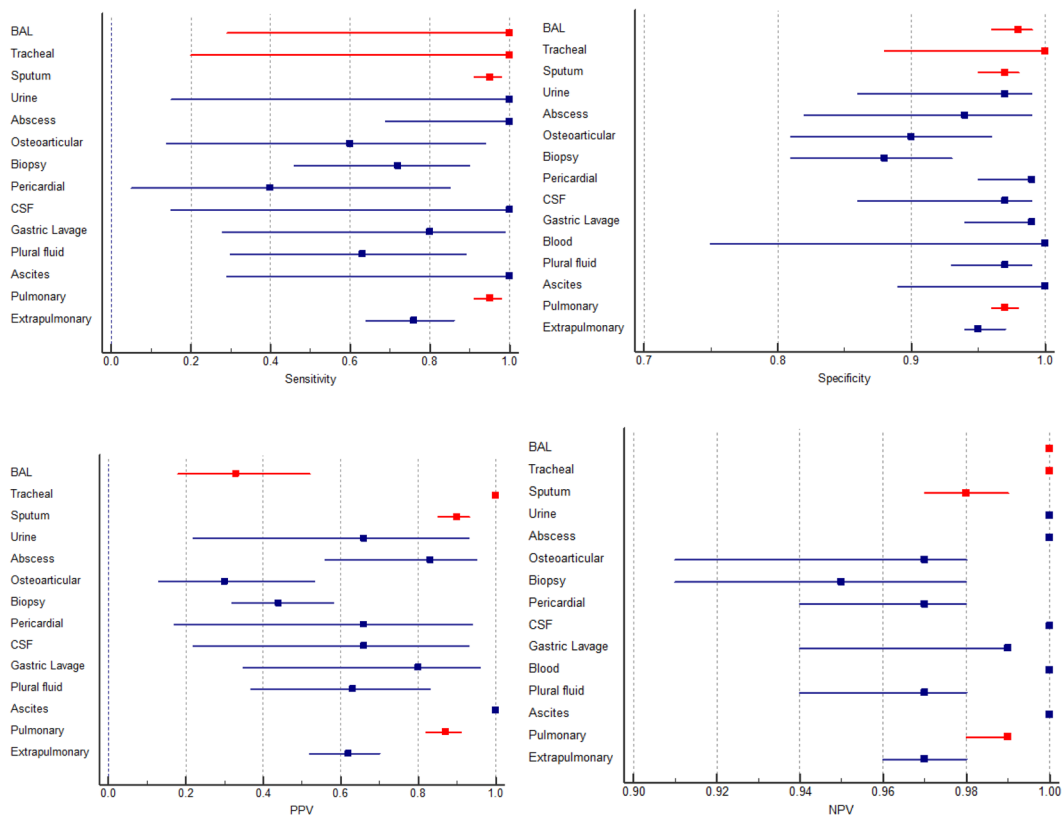 BAL
Tracheal
Sputum
Urine
Abscess
Osteoarticular
Biopsy
Pericardial
CSF
Gastric Lavage
Plural fluid
Ascites
Pulmonary
Extrapulmonary
0.0 0.2 0.4 0.6 0.8 1.0
Sensitivity
BAL
Tracheal
Sputum
Urine
Abscess
Osteoarticular
Biopsy
Pericardial
CSF
Gastric Lavage
Blood
Plural fluid
Ascites
Pulmonary
Extrapulmonary
0.7 0.8 0.9 1.0
Specificity
BAL
Tracheal
Sputum
Urine
Abscess
Osteoarticular
Biopsy
Pericardial
CSF
Gastric Lavage
Plural fluid
Ascites
Pulmonary
Extrapulmonary
0.0 0.2 0.4 0.6 0.8 1.0
PPV
BAL
Tracheal
Sputum
Urine
Abscess
Osteoarticular
Biopsy
Pericardial
CSF
Gastric Lavage
Blood
Plural fluid
Ascites
Pulmonary
Extrapulmonary
0.90 0.92 0.94 0.96 0.98 1.00
NPV